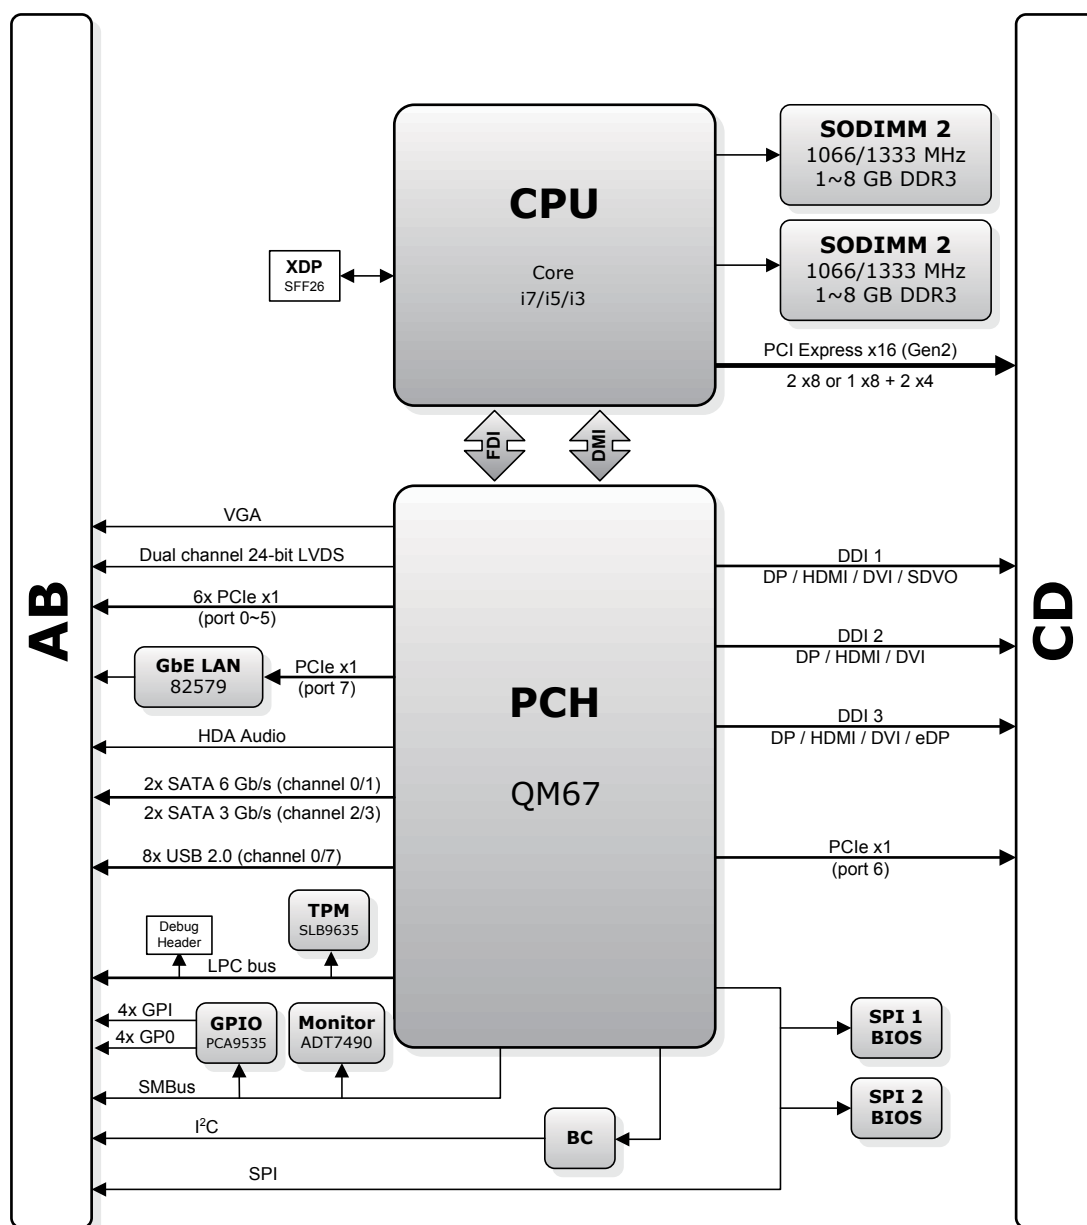 AB
CD
CPU
Core
i7/i5/i3
SODIMM 2
1066/1333 MHz
1~8 GB DDR3
SODIMM 2
1066/1333 MHz
1~8 GB DDR3
XDP
SFF26
PCI Express x16 (Gen2)
2 x8 or 1 x8 + 2 x4
FDI
DMI
PCH
QM67
VGA
Dual channel 24-bit LVDS
6x PCIe x1
(port 0~5)
GbE LAN
82579
PCIe x1
(port 7)
HDA Audio
2x SATA 6 Gb/s (channel 0/1)
2x SATA 3 Gb/s (channel 2/3)
8x USB 2.0 (channel 0/7)
Debug
Header
TPM
SLB9635
LPC bus
4x GPI
4x GP0
GPIO
PCA9535
Monitor
ADT7490
SMBus
I²C
BC
SPI
DDI 1
DP / HDMI / DVI / SDVO
DDI 2
DP / HDMI / DVI
DDI 3
DP / HDMI / DVI / eDP
PCIe x1
(port 6)
SPI 1
BIOS
SPI 2
BIOS